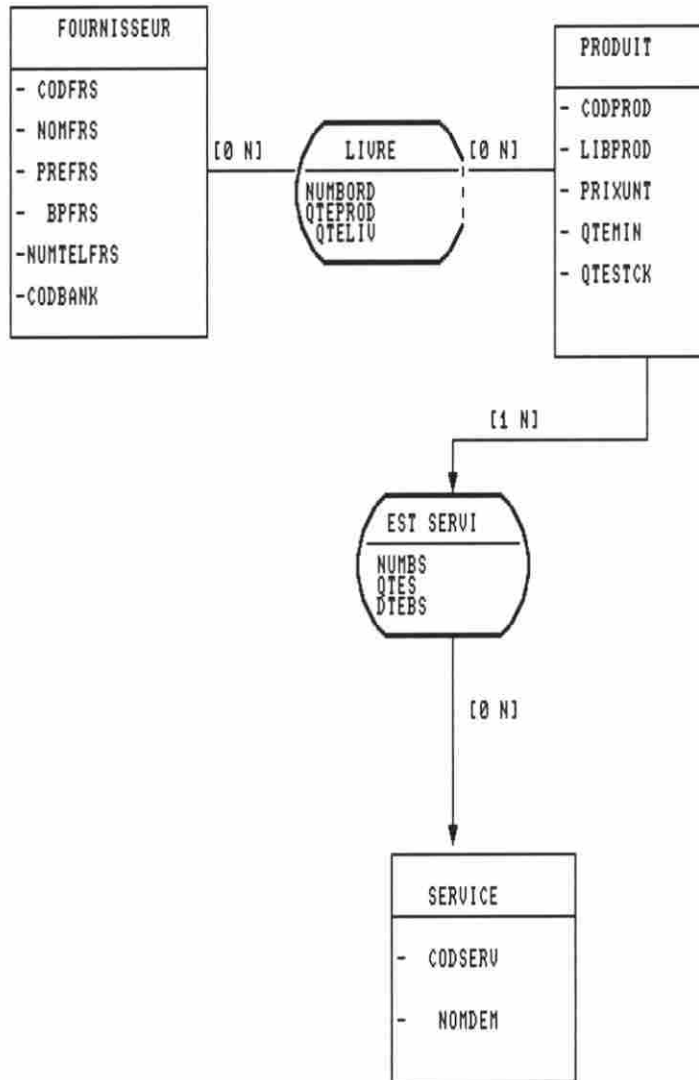 FOURNISSEUR
- CODFRS
- NOMFRS
- PREFRS
- BPFRS
-NUMTELFRS
-CODBANK
[0 N]
LIVRE
NUMBORD
QTEPROD
QTELIV
[0 N]
PRODUIT
- CODPROD
- LIBPROD
- PRIXUNT
- QTEMIN
- QTESTCK
[1 N]
EST SERVI
NUMBS
QTES
DTEBS
[0 N]
SERVICE
- CODSERV
- NOMDEM